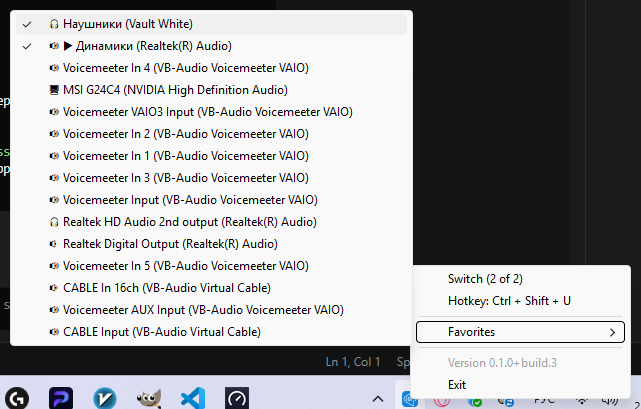 Наушники (Vault White)
▶ Динамики (Realtek(R) Audio)
Voicemeeter In 4 (VB-Audio Voicemeeter VAIO)
MSI G24C4 (NVIDIA High Definition Audio)
Voicemeeter VAIO3 Input (VB-Audio Voicemeeter VAIO)
Voicemeeter In 2 (VB-Audio Voicemeeter VAIO)
Voicemeeter In 1 (VB-Audio Voicemeeter VAIO)
Voicemeeter In 3 (VB-Audio Voicemeeter VAIO)
Voicemeeter Input (VB-Audio Voicemeeter VAIO)
Realtek HD Audio 2nd output (Realtek(R) Audio)
Realtek Digital Output (Realtek(R) Audio)
Voicemeeter In 5 (VB-Audio Voicemeeter VAIO)
CABLE In 16ch (VB-Audio Virtual Cable)
Voicemeeter AUX Input (VB-Audio Voicemeeter VAIO)
CABLE Input (VB-Audio Virtual Cable)
Switch (2 of 2)
Hotkey: Ctrl + Shift + U
Favorites
Version 0.1.0+build.3
Exit
Ln 1, Col 1